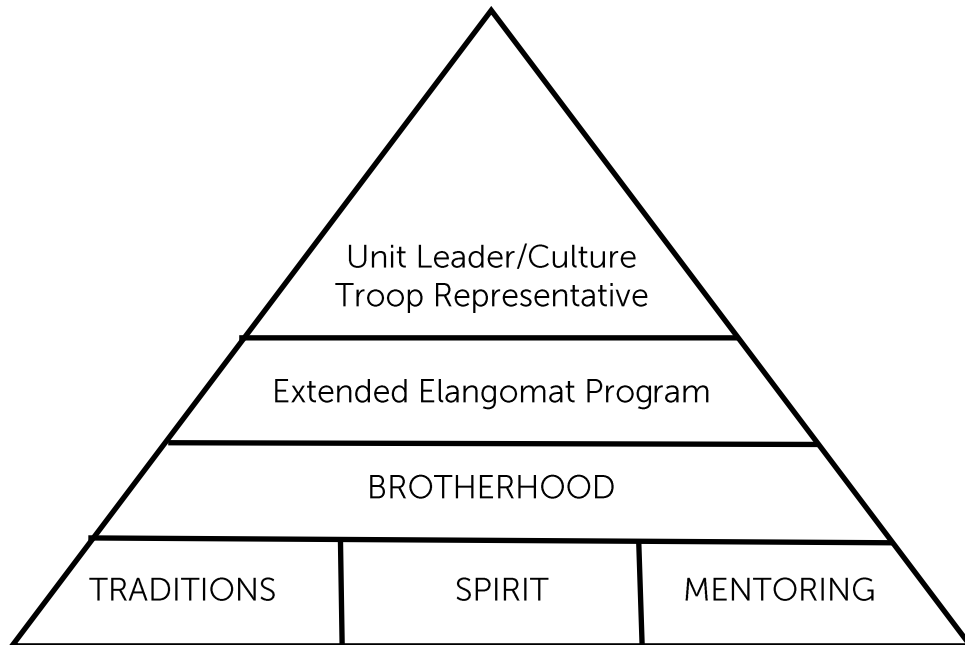 Unit Leader/Culture
Troop Representative
Extended Elangomat Program
BROTHERHOOD
TRADITIONS
SPIRIT
MENTORING